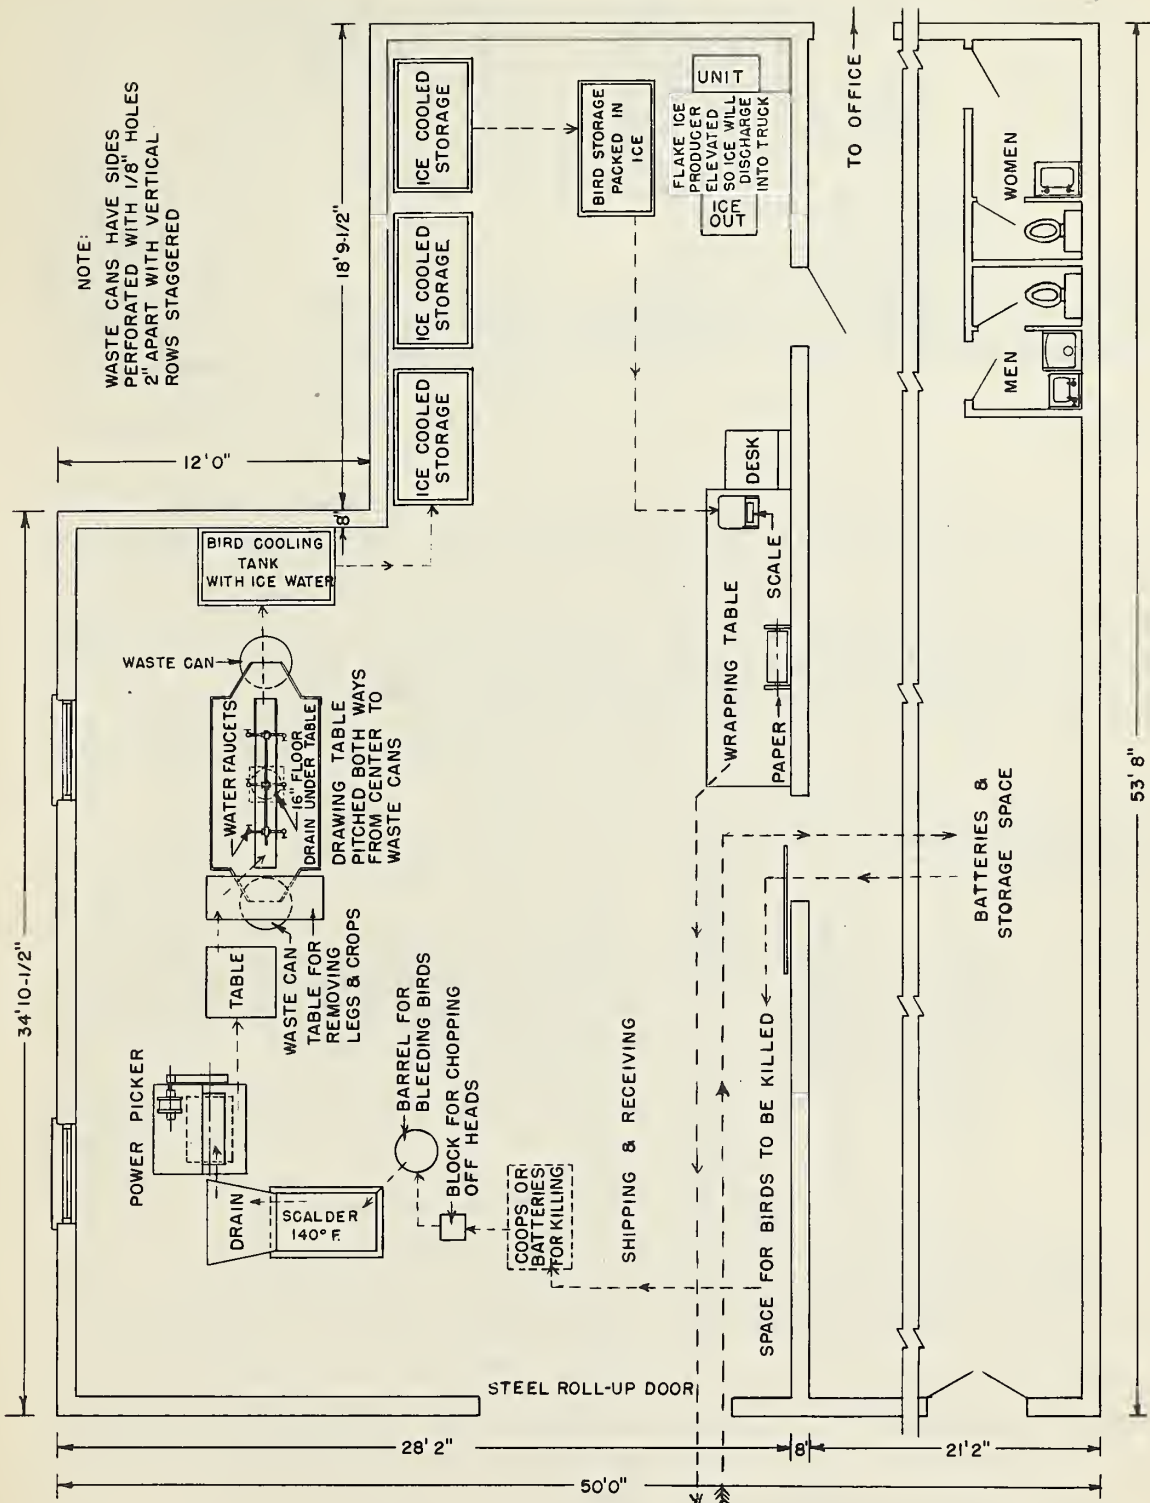 NOTE:
WASTE CANS HAVE SIDES
PERFORATED WITH 1/8" HOLES
2" APART WITH VERTICAL
ROWS STAGGERED
34'10-1/2"
12'0"
18'9-1/2"
8"
53'8"
28'2"
8"
21'2"
50'0"
ICE COOLED
STORAGE
ICE COOLED
STORAGE
ICE COOLED
STORAGE
BIRD STORAGE
PACKED IN
ICE
UNIT
FLAKE ICE
PRODUCER
ELEVATED
SO ICE WILL
DISCHARGE
INTO TRUCK
ICE
OUT
TO OFFICE
WOMEN
MEN
BIRD COOLING
TANK
WITH ICE WATER
WASTE CAN
WATER FAUCETS
16" FLOOR
DRAIN UNDER TABLE
DRAWING TABLE
PITCHED BOTH WAYS
FROM CENTER TO
WASTE CANS
WASTE CAN
TABLE FOR
REMOVING
LEGS & CROPS
TABLE
POWER PICKER
DRAIN
SCALDER
140° F.
BARREL FOR
BLEEDING BIRDS
BLOCK FOR CHOPPING
OFF HEADS
COOPS OR
BATTERIES
FOR KILLING
SHIPPING & RECEIVING
SPACE FOR BIRDS TO BE KILLED
STEEL ROLL-UP DOOR
DESK
SCALE
WRAPPING TABLE
PAPER
BATTERIES &
STORAGE SPACE